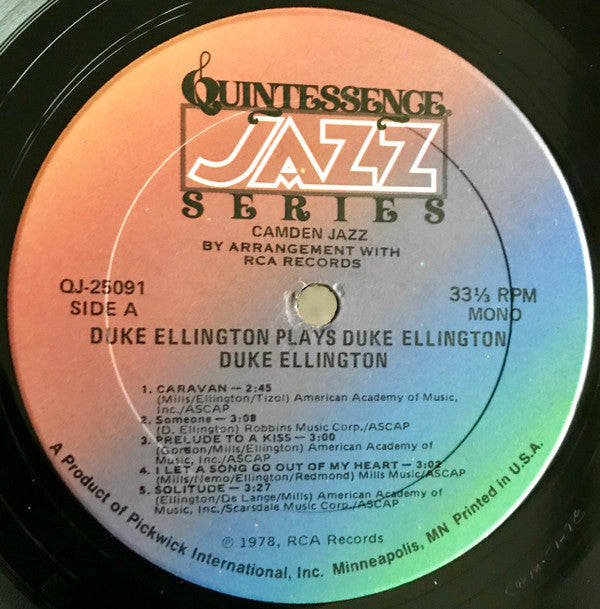 QUINTESSENCE
JAZZ
SERIES
CAMDEN JAZZ
BY ARRANGEMENT WITH
RCA RECORDS
QJ-25091
SIDE A
33⅓ RPM
MONO
DUKE ELLINGTON PLAYS DUKE ELLINGTON
DUKE ELLINGTON
1. CARAVAN — 2:45
(Mills/Ellington/Tizol) American Academy of Music,
Inc./ASCAP
2. Someone — 3:08
(D. Ellington) Robbins Music Corp./ASCAP
3. PRELUDE TO A KISS — 3:00
(Gordon/Mills/Ellington) American Academy of
Music, Inc./ASCAP
4. I LET A SONG GO OUT OF MY HEART — 3:02
(Mills/Nemo/Ellington/Redmond) Mills Music/ASCAP
5. SOLITUDE — 3:27
(Ellington/De Lange/Mills) American Academy of
Music, Inc./Scarsdale Music Corp./ASCAP
℗ 1978, RCA Records
A Product of Pickwick International, Inc. Minneapolis, MN Printed in U.S.A.